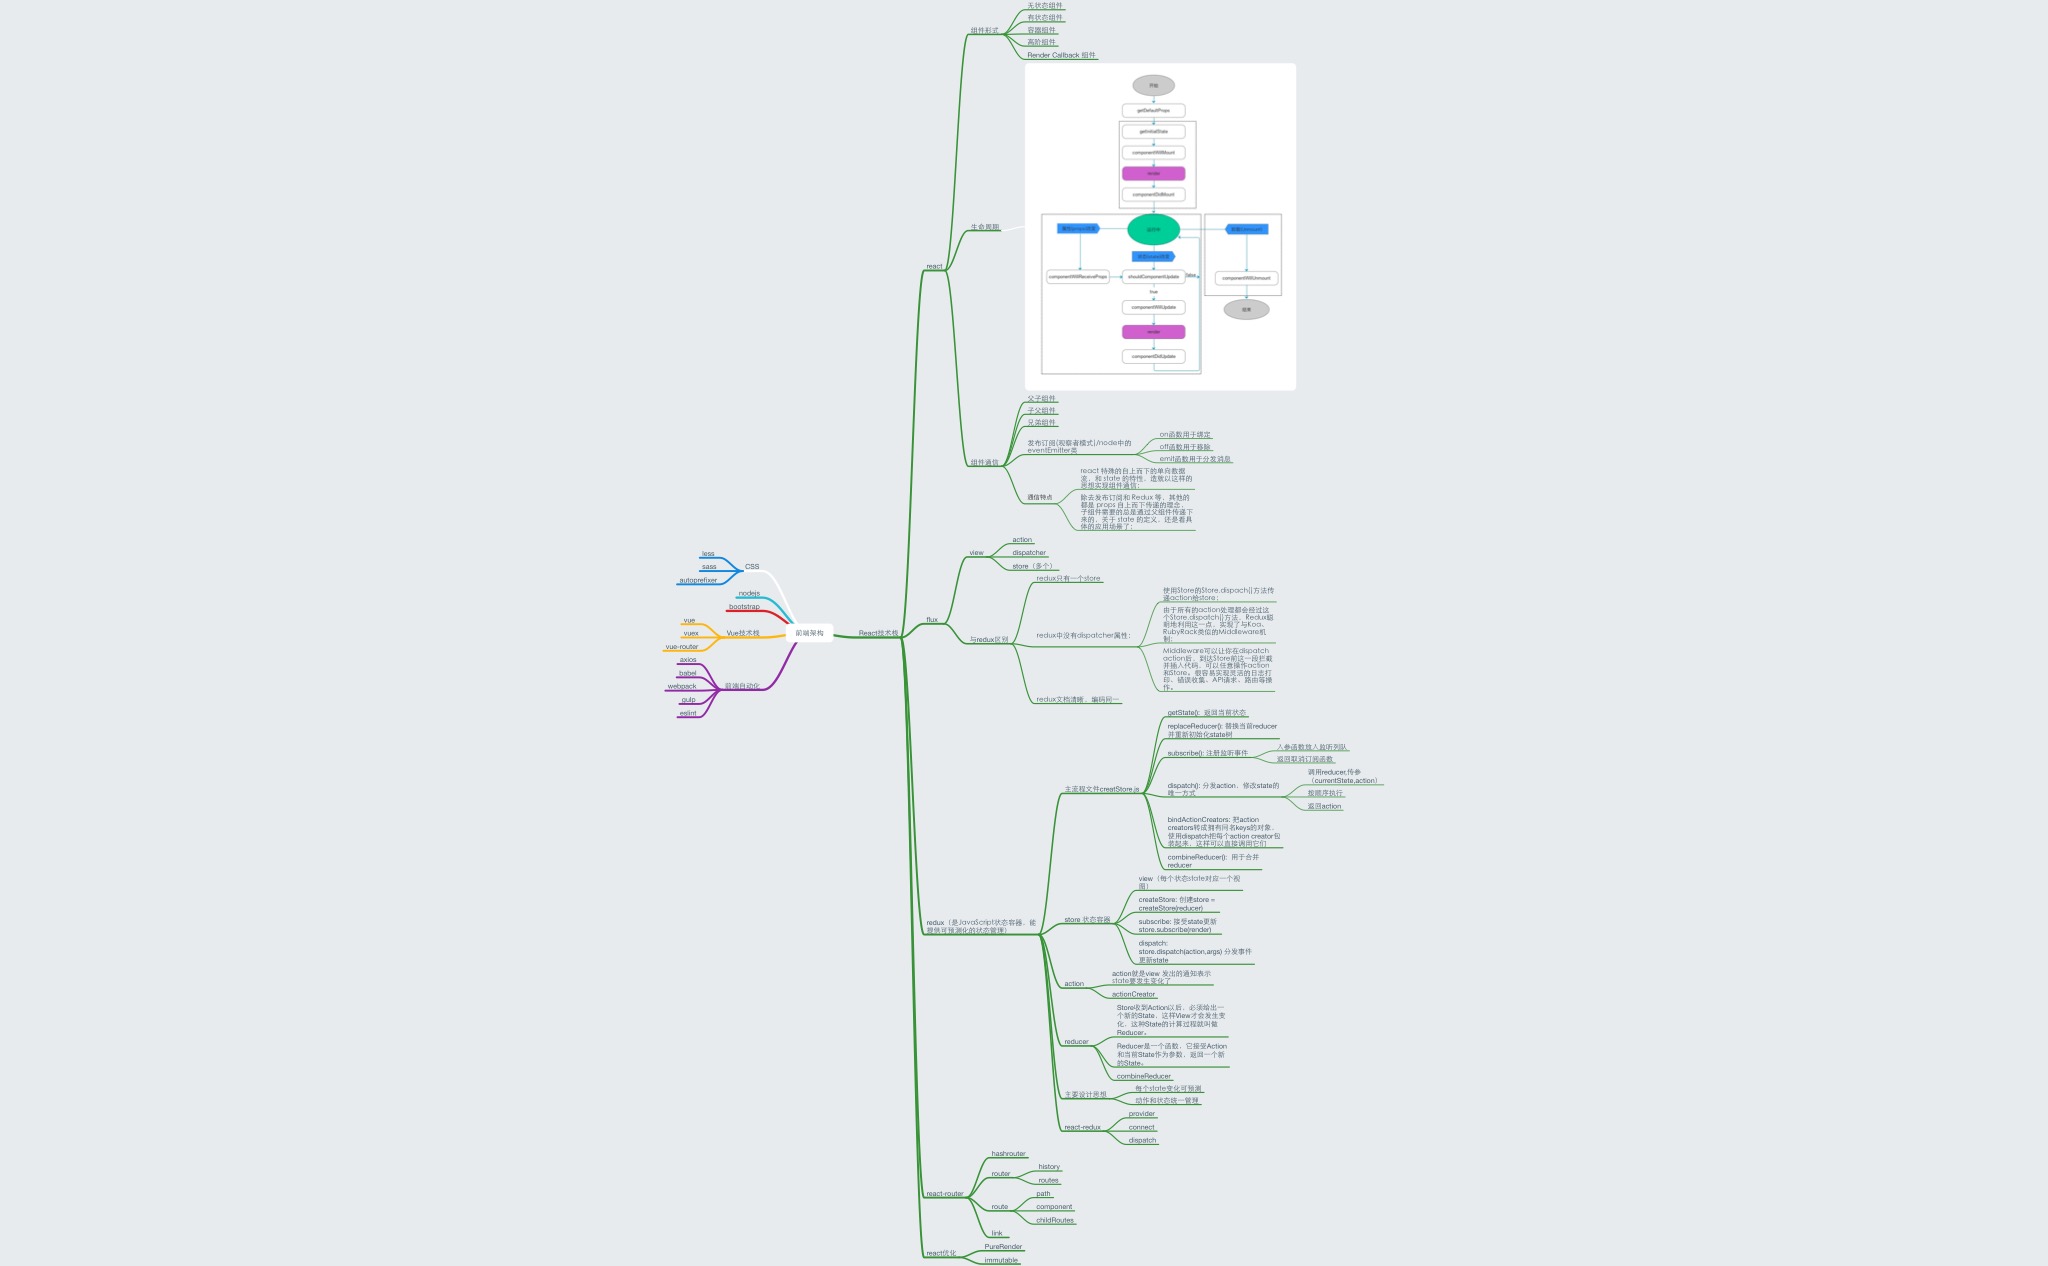 无状态组件
有状态组件
容器组件
高阶组件
Render Callback 组件
组件形式
开始
getDefaultProps
getInitialState
componentWillMount
render
componentDidMount
运行中
componentWillReceiveProps
shouldComponentUpdate
false
true
componentWillUpdate
render
componentDidUpdate
componentWillUnmount
结束
生命周期
react
父子组件
子父组件
兄弟组件
发布订阅(观察者模式)/node中的
eventEmitter类
on函数用于绑定
off函数用于移除
emit函数用于分发消息
组件通信
通信特点
react 特殊的自上而下的单向数据
流，和 state 的特性，造就以这样的
思想实现组件通信；
除去发布订阅和 Redux 等，其他的
都是 props 自上而下传递的理念，
子组件需要的总是通过父组件传递下
来的，关于 state 的定义，还是看具
体的应用场景了；
view
action
dispatcher
store（多个）
flux
与redux区别
redux只有一个store
redux中没有dispatcher属性；
使用Store的Store.dispach()方法传
递action给store；
由于所有的action处理都会经过这
个Store.dispatch()方法，Redux聪
明地利用这一点，实现了与Koa、
RubyRack类似的Middleware机
制；
Middleware可以让你在dispatch
action后，到达Store前这一段拦截
并插入代码，可以任意操作action
和Store。很容易实现灵活的日志打
印、错误收集、API请求、路由等操
作。
redux文档清晰，编码同一
less
sass
autoprefixer
CSS
nodejs
bootstrap
vue
vuex
vue-router
Vue技术栈
axios
babel
webpack
gulp
eslint
前端自动化
前端架构
React技术栈
redux（是JavaScript状态容器，能
提供可预测化的状态管理）
主流程文件creatStore.js
getState(): 返回当前状态
replaceReducer(): 替换当前reducer
并重新初始化state树
subscribe(): 注册监听事件
入参函数放入监听列队
返回取消订阅函数
dispatch(): 分发action，修改state的
唯一方式
调用reducer,传参
（currentState,action）
按顺序执行
返回action
bindActionCreators: 把action
creators转成拥有同名keys的对象，
使用dispatch把每个action creator包
装起来，这样可以直接调用它们
combineReducer(): 用于合并
reducer
store 状态容器
view（每个状态state对应一个视
图）
createStore: 创建store =
createStore(reducer)
subscribe: 接受state更新
store.subscribe(render)
dispatch:
store.dispatch(action,args) 分发事件
更新state
action
action就是view 发出的通知表示
state要发生变化了
actionCreator
reducer
Store收到Action以后，必须给出一
个新的State，这样View才会发生变
化，这种State的计算过程就叫做
Reducer。
Reducer是一个函数，它接受Action
和当前State作为参数，返回一个新
的State。
combineReducer
主要设计思想
每个state变化可预测
动作和状态统一管理
react-redux
provider
connect
dispatch
react-router
hashrouter
router
history
routes
route
path
component
childRoutes
link
react优化
PureRender
immutable